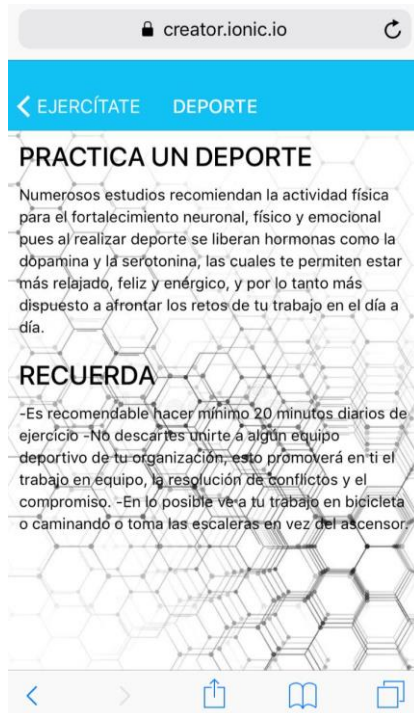 creator.ionic.io
EJERCÍTATE DEPORTE
PRACTICA UN DEPORTE
Numerosos estudios recomiendan la actividad física
para el fortalecimiento neuronal, físico y emocional
pues al realizar deporte se liberan hormonas como la
dopamina y la serotonina, las cuales te permiten estar
más relajado, feliz y enérgico, y por lo tanto más
dispuesto a afrontar los retos de tu trabajo en el día a
día.
RECUERDA
-Es recomendable hacer mínimo 20 minutos diarios de
ejercicio -No descartes unirte a algún equipo
deportivo de tu organización, esto promoverá en ti el
trabajo en equipo, la resolución de conflictos y el
compromiso. -En lo posible ve a tu trabajo en bicicleta
o caminando o toma las escaleras en vez del ascensor.